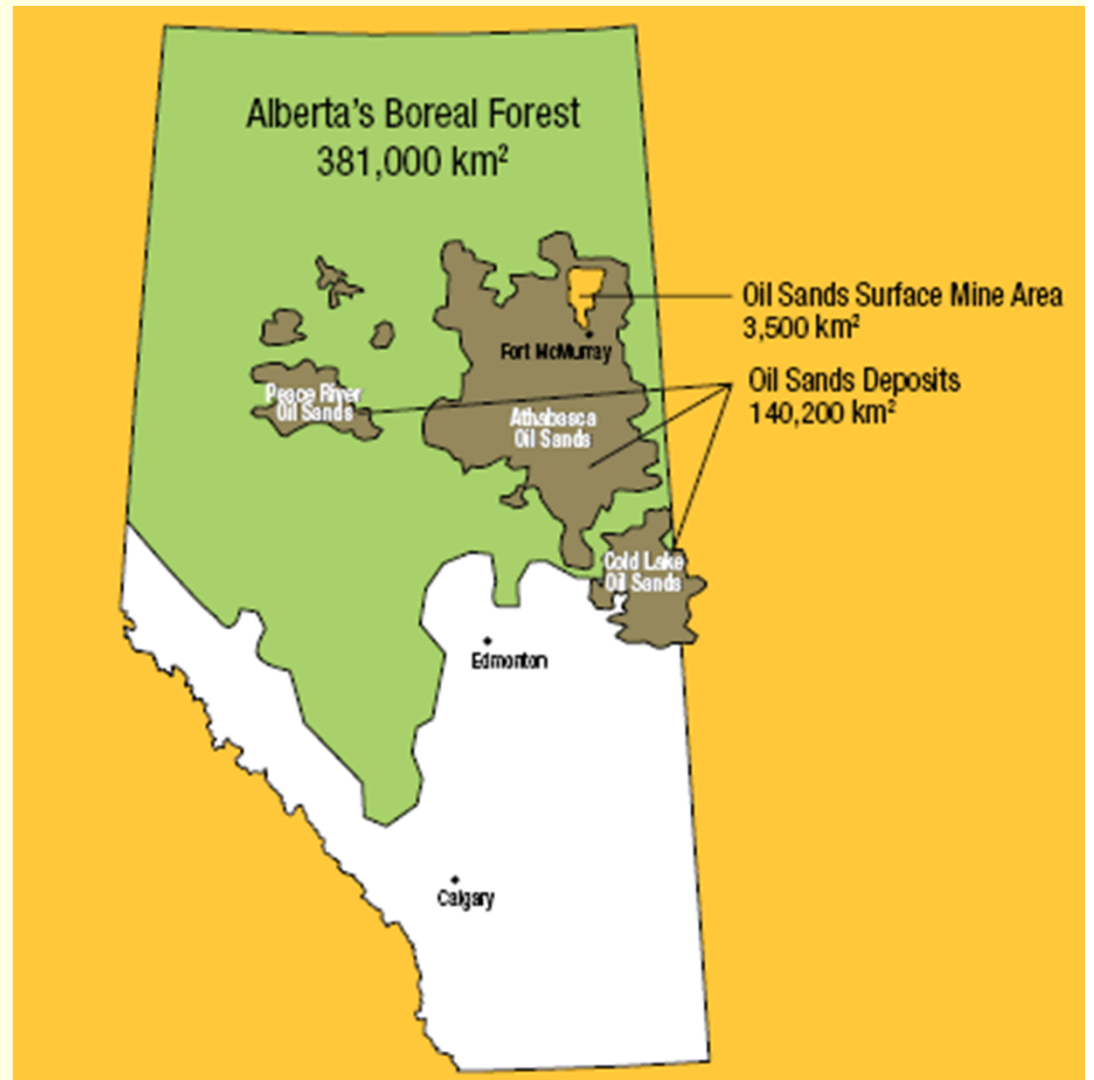 Alberta's Boreal Forest
381,000 km²
Oil Sands Surface Mine Area
3,500 km²
Fort McMurray
Oil Sands Deposits
140,200 km²
Peace River
Oil Sands
Athabasca
Oil Sands
Cold Lake
Oil Sands
Edmonton
Calgary